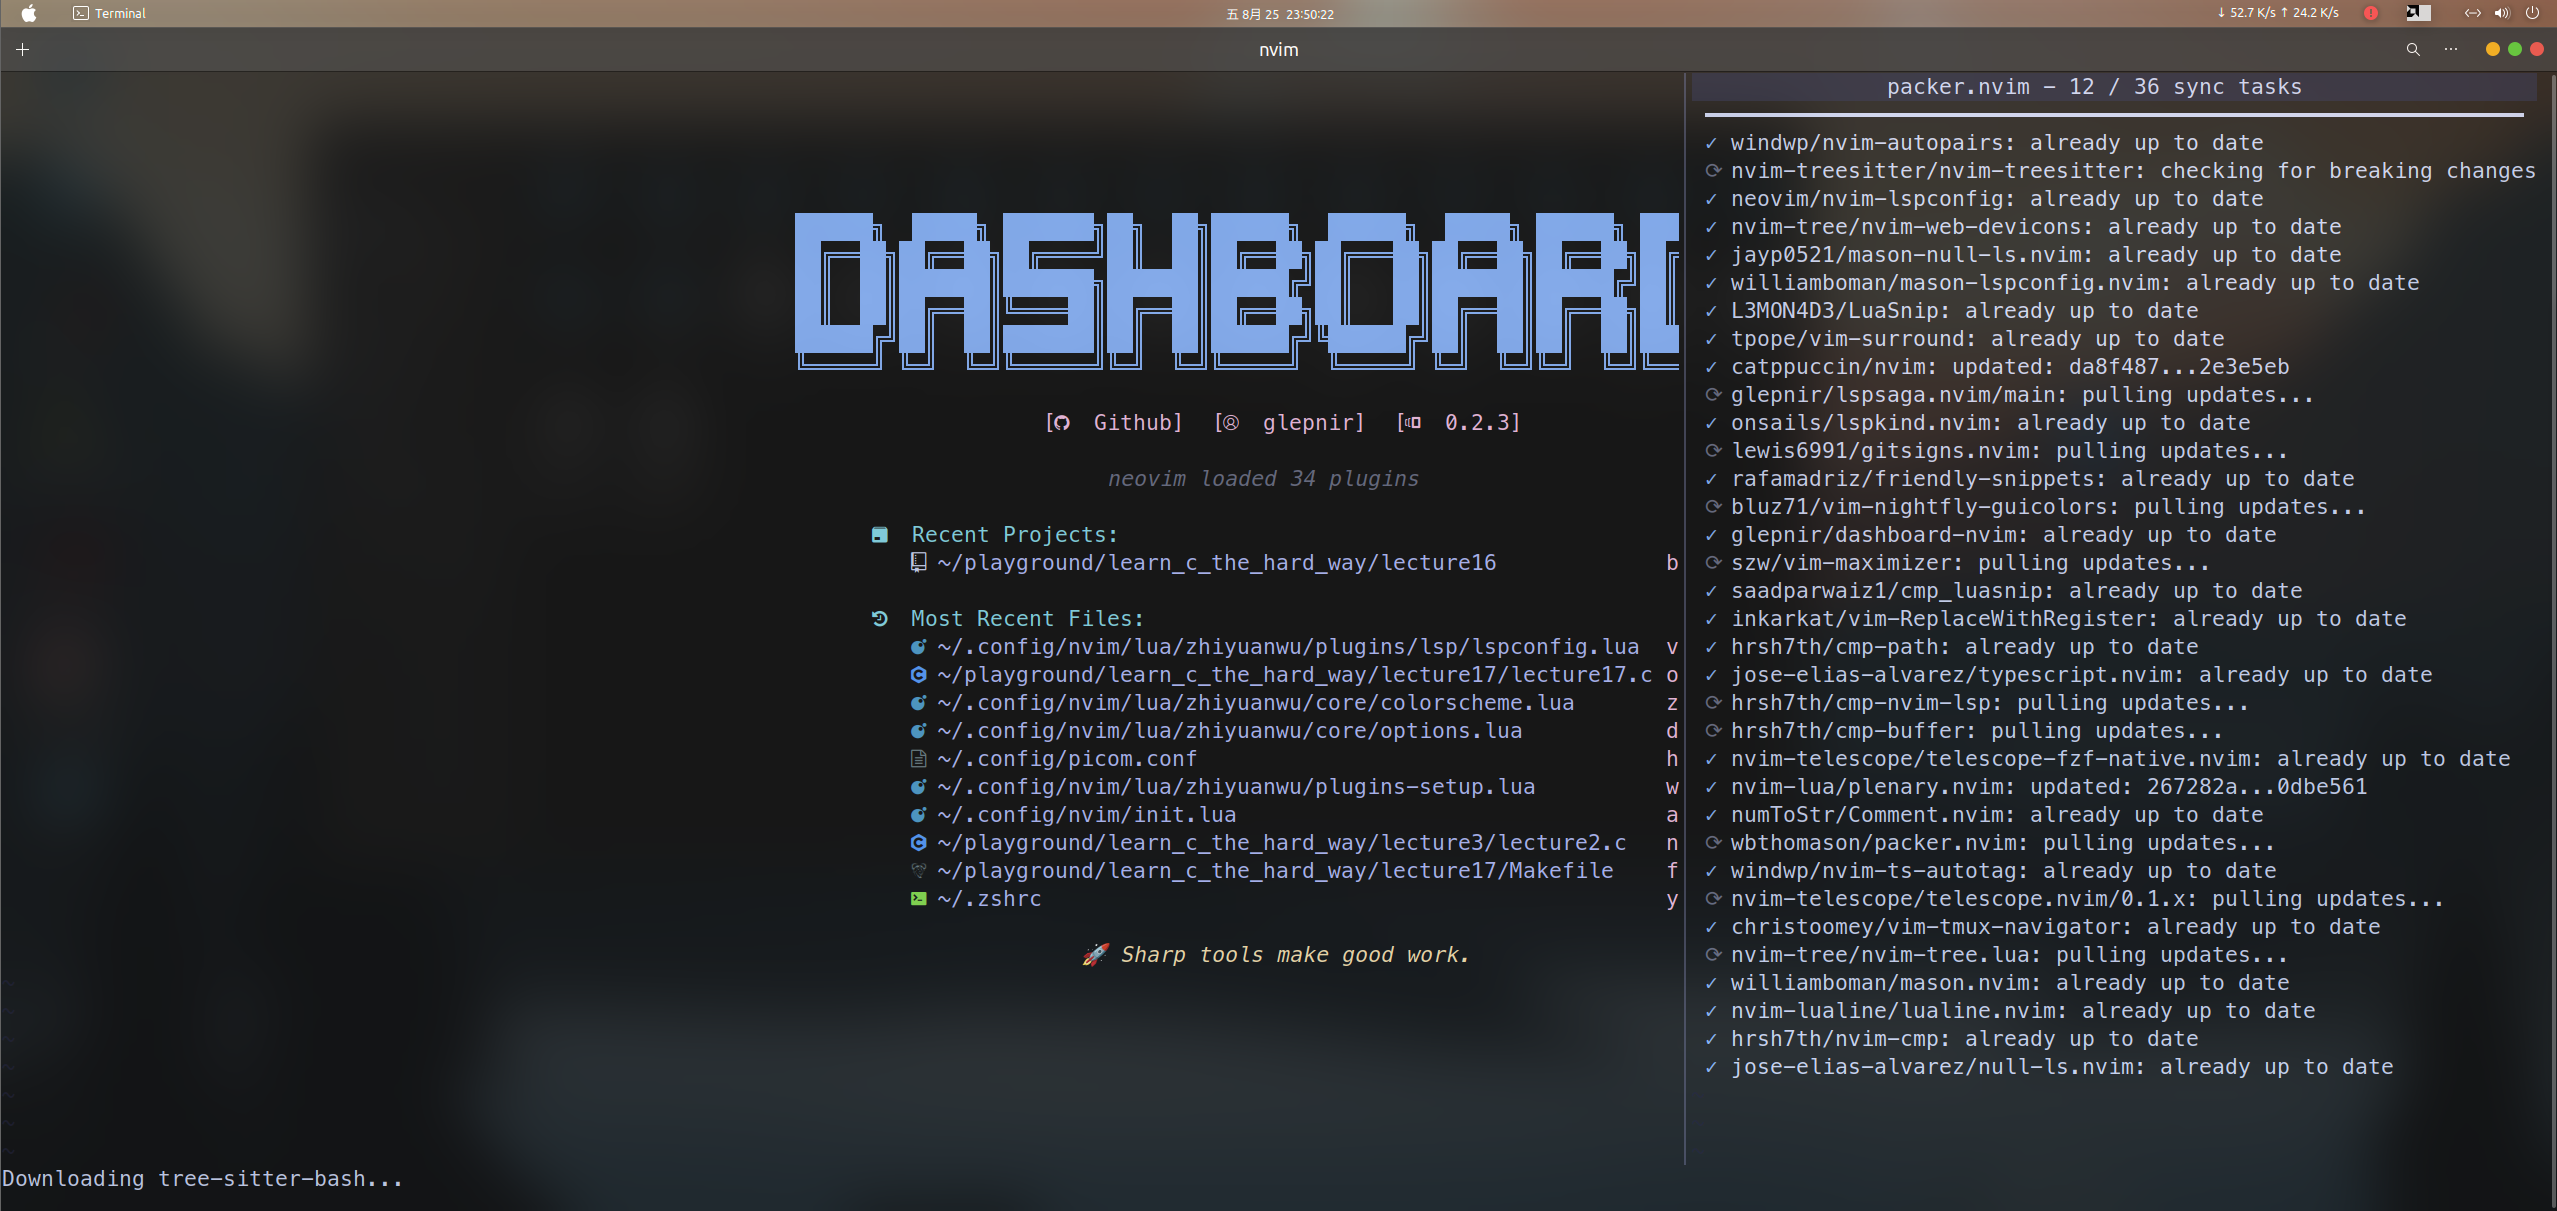 Terminal
五 8月 25 23:50:22
↓ 52.7 K/s ↑ 24.2 K/s
nvim
DASHBOARD
[ Github] [ glepnir] [ 0.2.3]
neovim loaded 34 plugins
Recent Projects:
~/playground/learn_c_the_hard_way/lecture16 b
Most Recent Files:
~/.config/nvim/lua/zhiyuanwu/plugins/lsp/lspconfig.lua v
~/playground/learn_c_the_hard_way/lecture17/lecture17.c o
~/.config/nvim/lua/zhiyuanwu/core/colorscheme.lua z
~/.config/nvim/lua/zhiyuanwu/core/options.lua d
~/.config/picom.conf h
~/.config/nvim/lua/zhiyuanwu/plugins-setup.lua w
~/.config/nvim/init.lua a
~/playground/learn_c_the_hard_way/lecture3/lecture2.c n
~/playground/learn_c_the_hard_way/lecture17/Makefile f
~/.zshrc y
🚀 Sharp tools make good work.
~
~
~
~
~
~
~
Downloading tree-sitter-bash...
packer.nvim - 12 / 36 sync tasks
✓ windwp/nvim-autopairs: already up to date
⟳ nvim-treesitter/nvim-treesitter: checking for breaking changes
✓ neovim/nvim-lspconfig: already up to date
✓ nvim-tree/nvim-web-devicons: already up to date
✓ jayp0521/mason-null-ls.nvim: already up to date
✓ williamboman/mason-lspconfig.nvim: already up to date
✓ L3MON4D3/LuaSnip: already up to date
✓ tpope/vim-surround: already up to date
✓ catppuccin/nvim: updated: da8f487...2e3e5eb
⟳ glepnir/lspsaga.nvim/main: pulling updates...
✓ onsails/lspkind.nvim: already up to date
⟳ lewis6991/gitsigns.nvim: pulling updates...
✓ rafamadriz/friendly-snippets: already up to date
⟳ bluz71/vim-nightfly-guicolors: pulling updates...
✓ glepnir/dashboard-nvim: already up to date
⟳ szw/vim-maximizer: pulling updates...
✓ saadparwaiz1/cmp_luasnip: already up to date
✓ inkarkat/vim-ReplaceWithRegister: already up to date
✓ hrsh7th/cmp-path: already up to date
✓ jose-elias-alvarez/typescript.nvim: already up to date
⟳ hrsh7th/cmp-nvim-lsp: pulling updates...
⟳ hrsh7th/cmp-buffer: pulling updates...
✓ nvim-telescope/telescope-fzf-native.nvim: already up to date
✓ nvim-lua/plenary.nvim: updated: 267282a...0dbe561
✓ numToStr/Comment.nvim: already up to date
⟳ wbthomason/packer.nvim: pulling updates...
✓ windwp/nvim-ts-autotag: already up to date
⟳ nvim-telescope/telescope.nvim/0.1.x: pulling updates...
✓ christoomey/vim-tmux-navigator: already up to date
⟳ nvim-tree/nvim-tree.lua: pulling updates...
✓ williamboman/mason.nvim: already up to date
✓ nvim-lualine/lualine.nvim: already up to date
✓ hrsh7th/nvim-cmp: already up to date
✓ jose-elias-alvarez/null-ls.nvim: already up to date